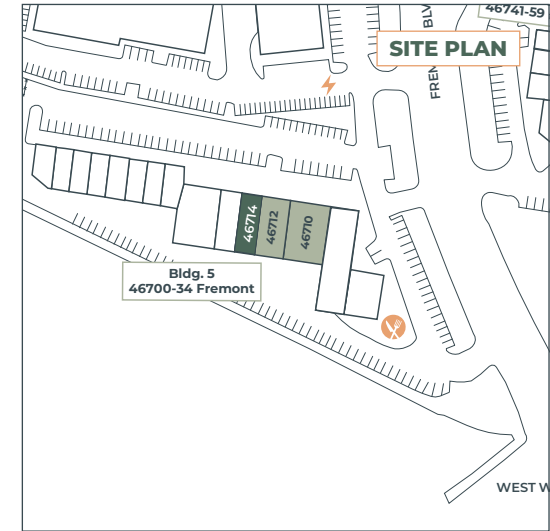 46741-59
SITE PLAN
FREM
BLV
46714
46712
46710
Bldg. 5
46700-34 Fremont
WEST W